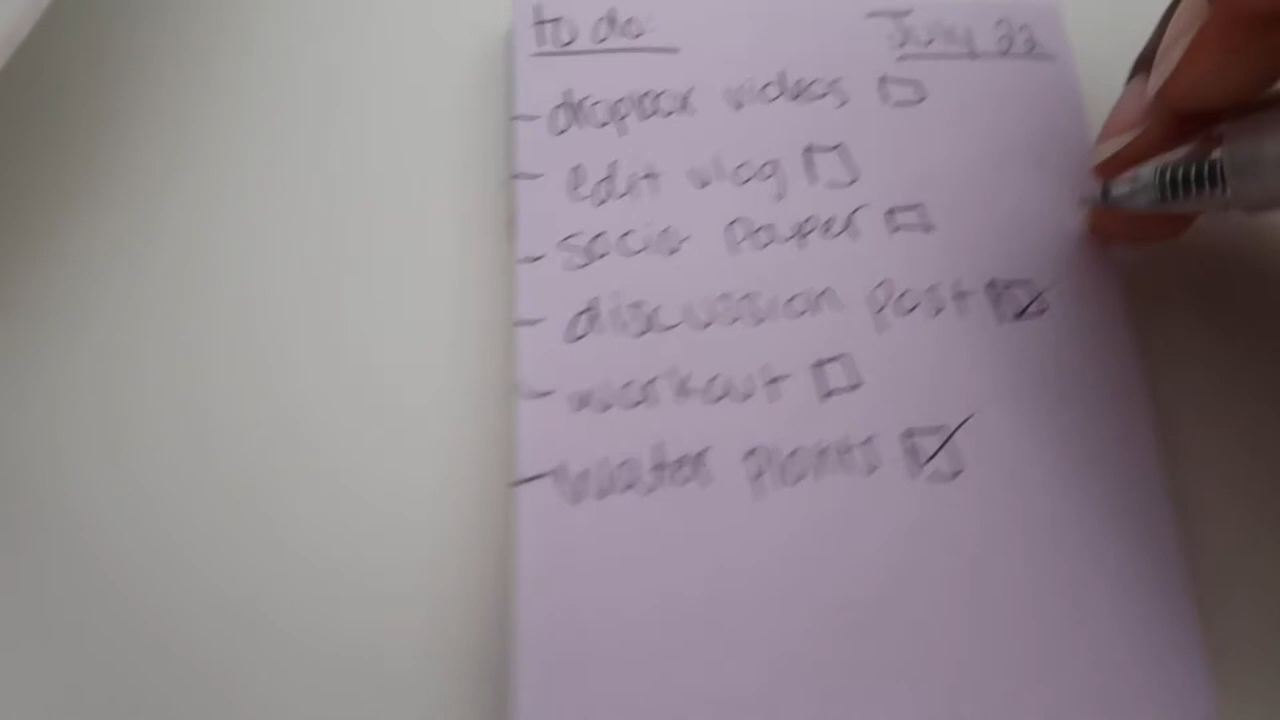 to do July 22
- dropbox videos
- edit vlog
- socio paper
- discussion post
- workout
- water plants